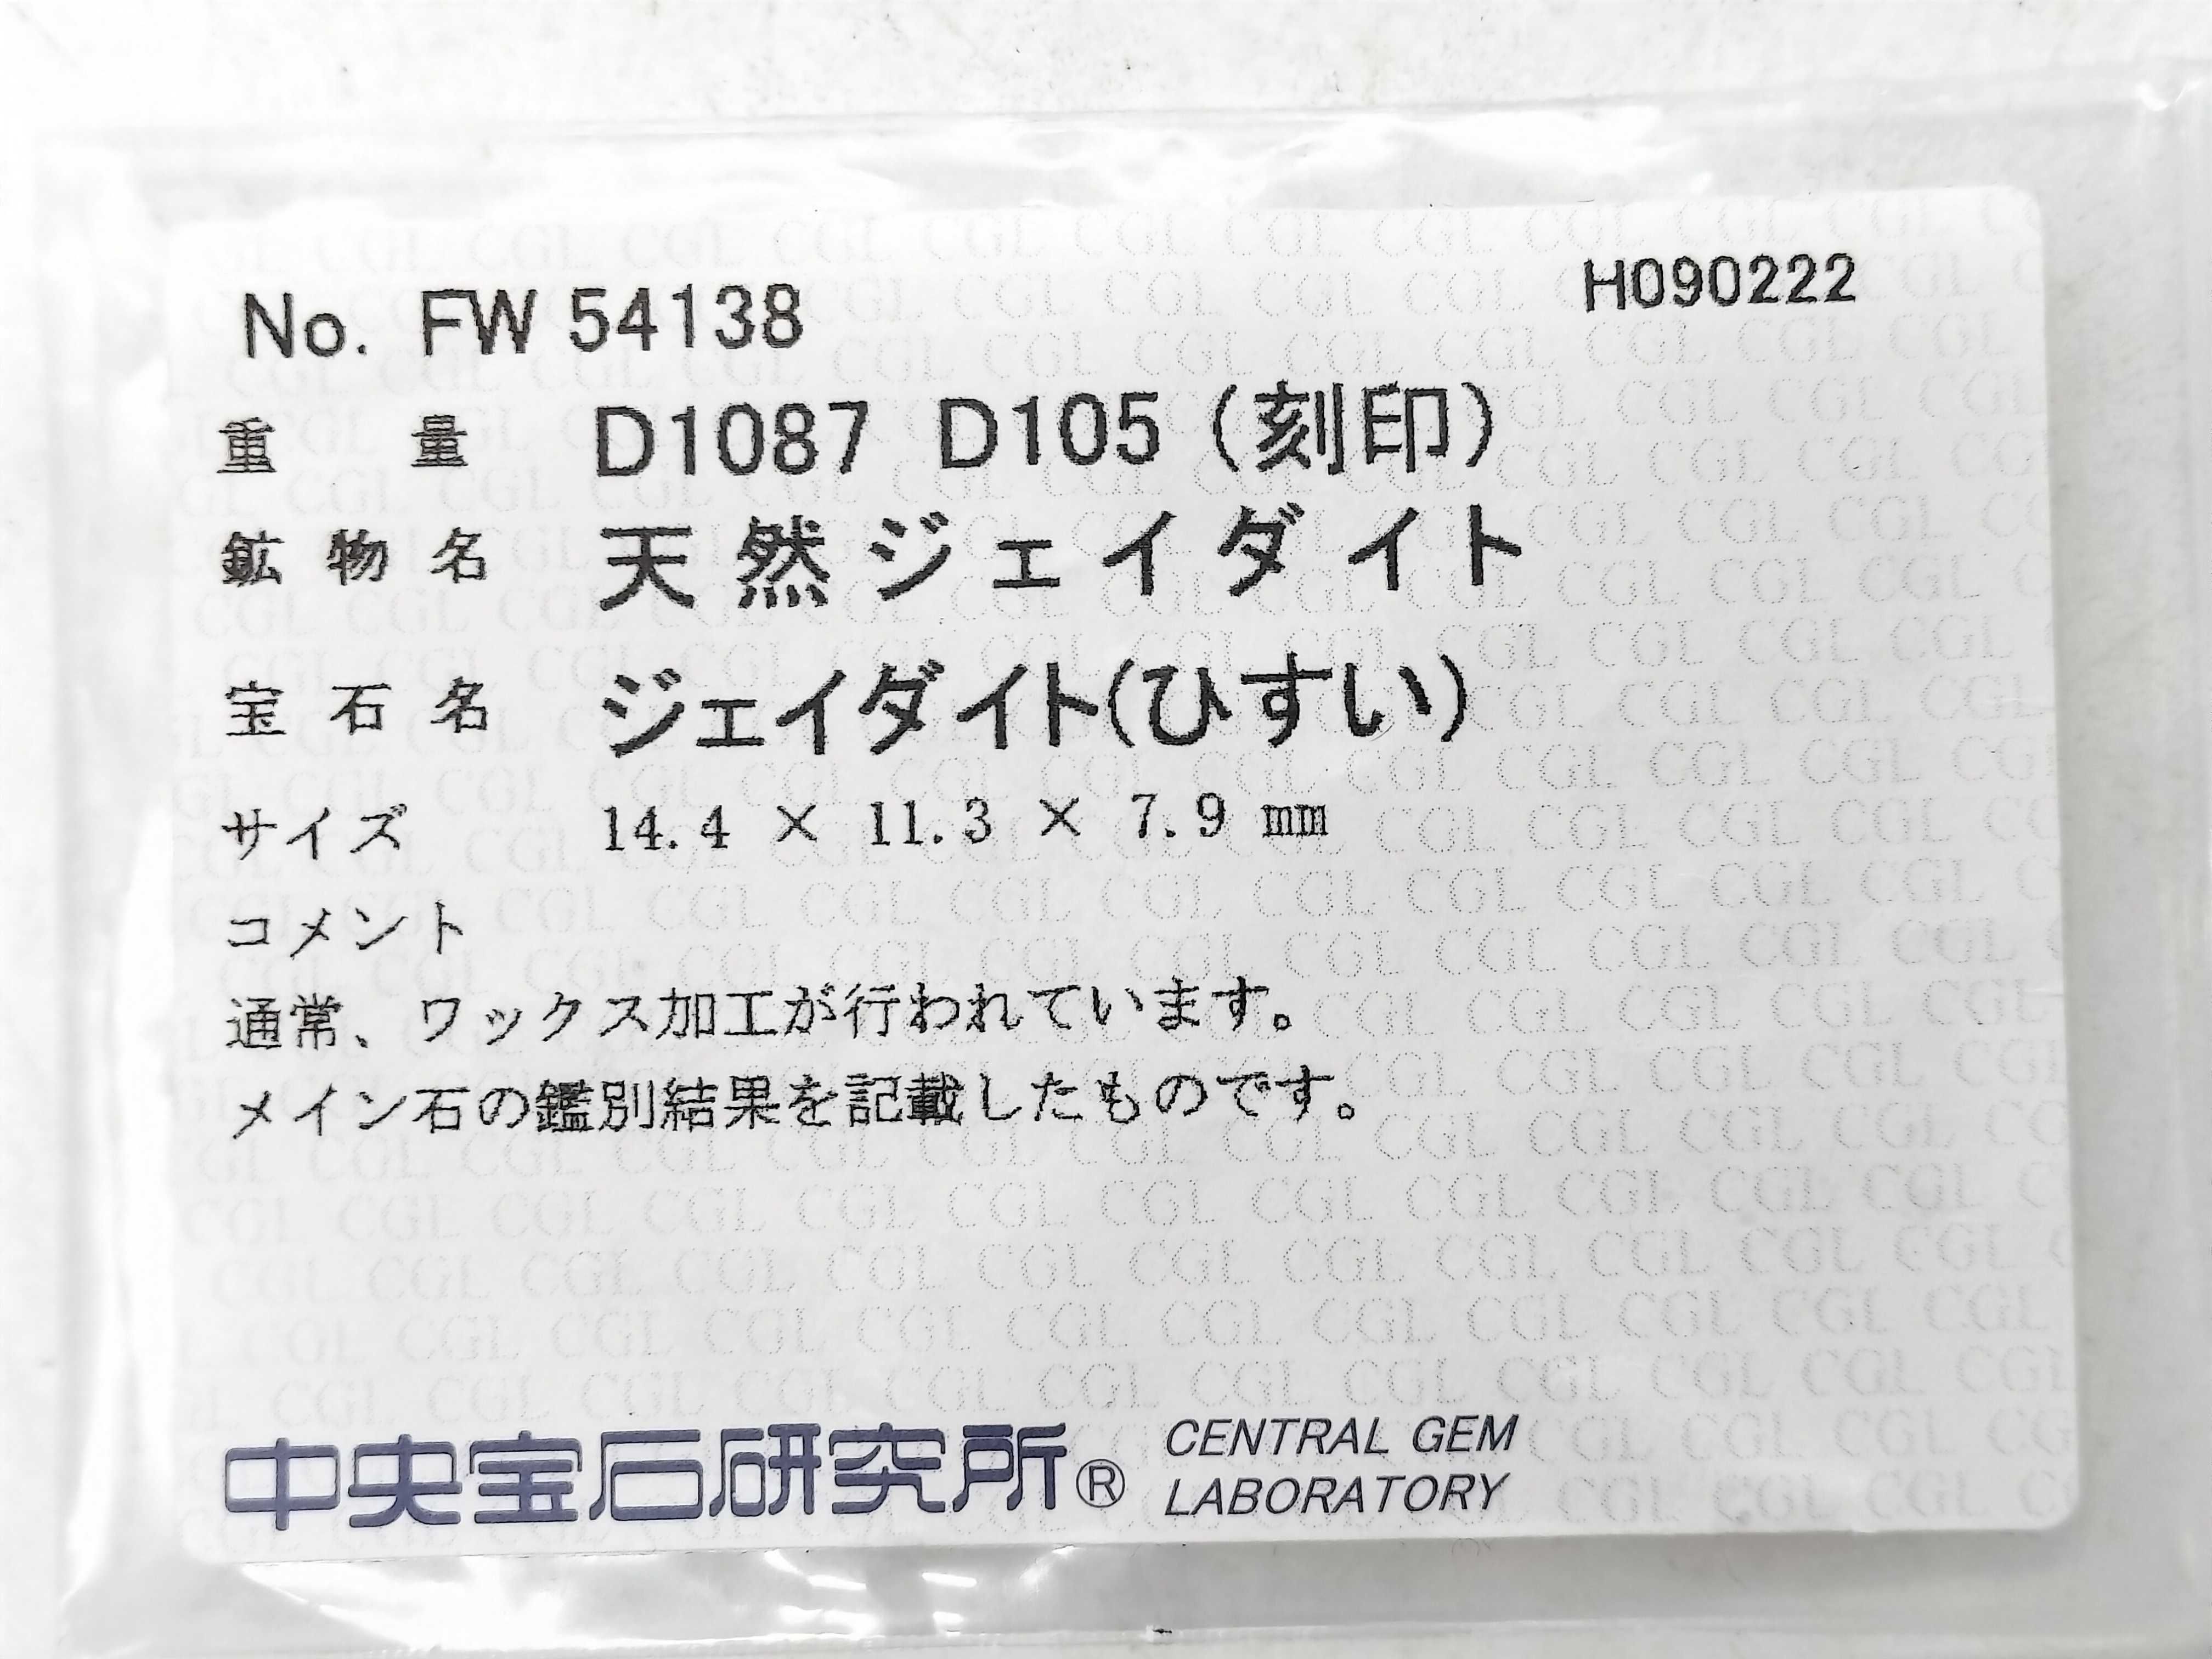 No. FW 54138
H090222
重量 D1087 D105 (刻印)
鉱物名 天然ジェイダイト
宝石名 ジェイダイト(ひすい)
サイズ 14.4 × 11.3 × 7.9 mm
コメント
通常、ワックス加工が行われています。
メイン石の鑑別結果を記載したものです。
中央宝石研究所® CENTRAL GEM
LABORATORY